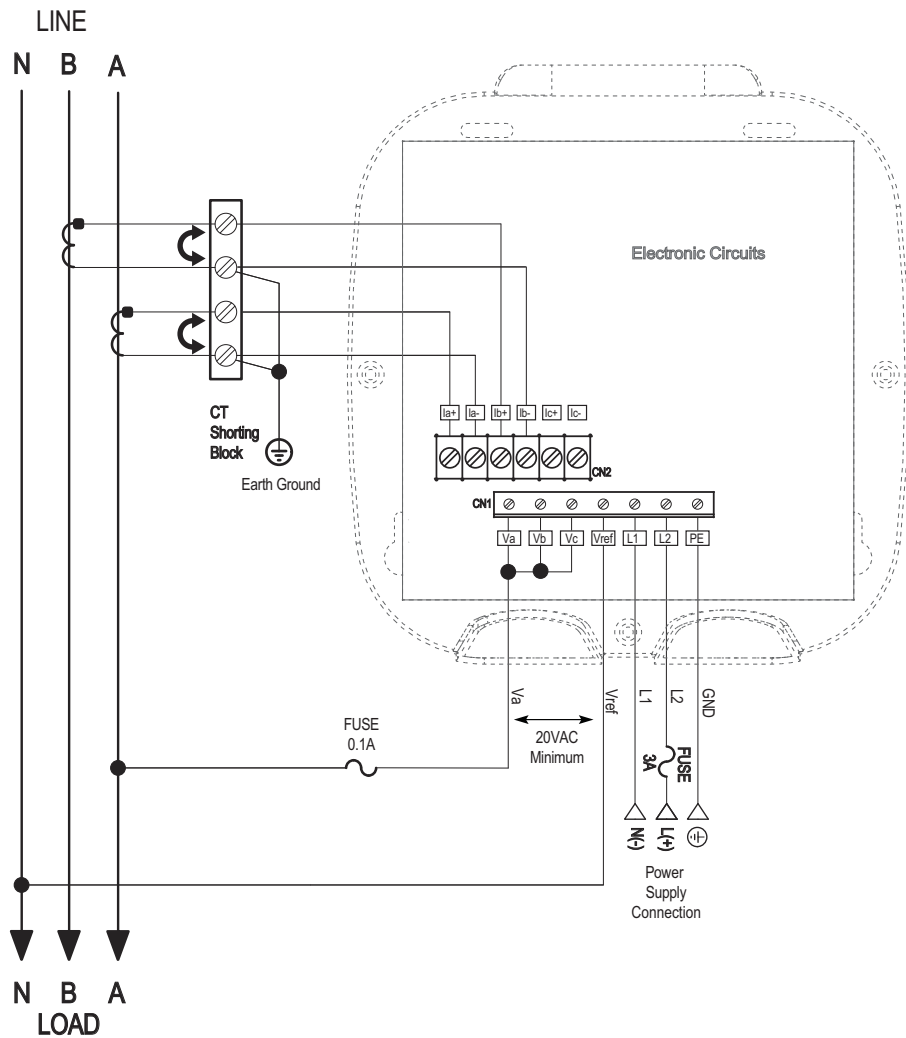 LINE
N B A
Electronic Circuits
CT
Shorting
Block
Earth Ground
Ia+ Ia- Ib+ Ib- Ic+ Ic-
CN2
CN1
Va Vb Vc Vref L1 L2 PE
Va
Vref
L1
L2
GND
20VAC
Minimum
FUSE
0.1A
FUSE
3A
N(-)
L(+)
Power
Supply
Connection
N B A
LOAD